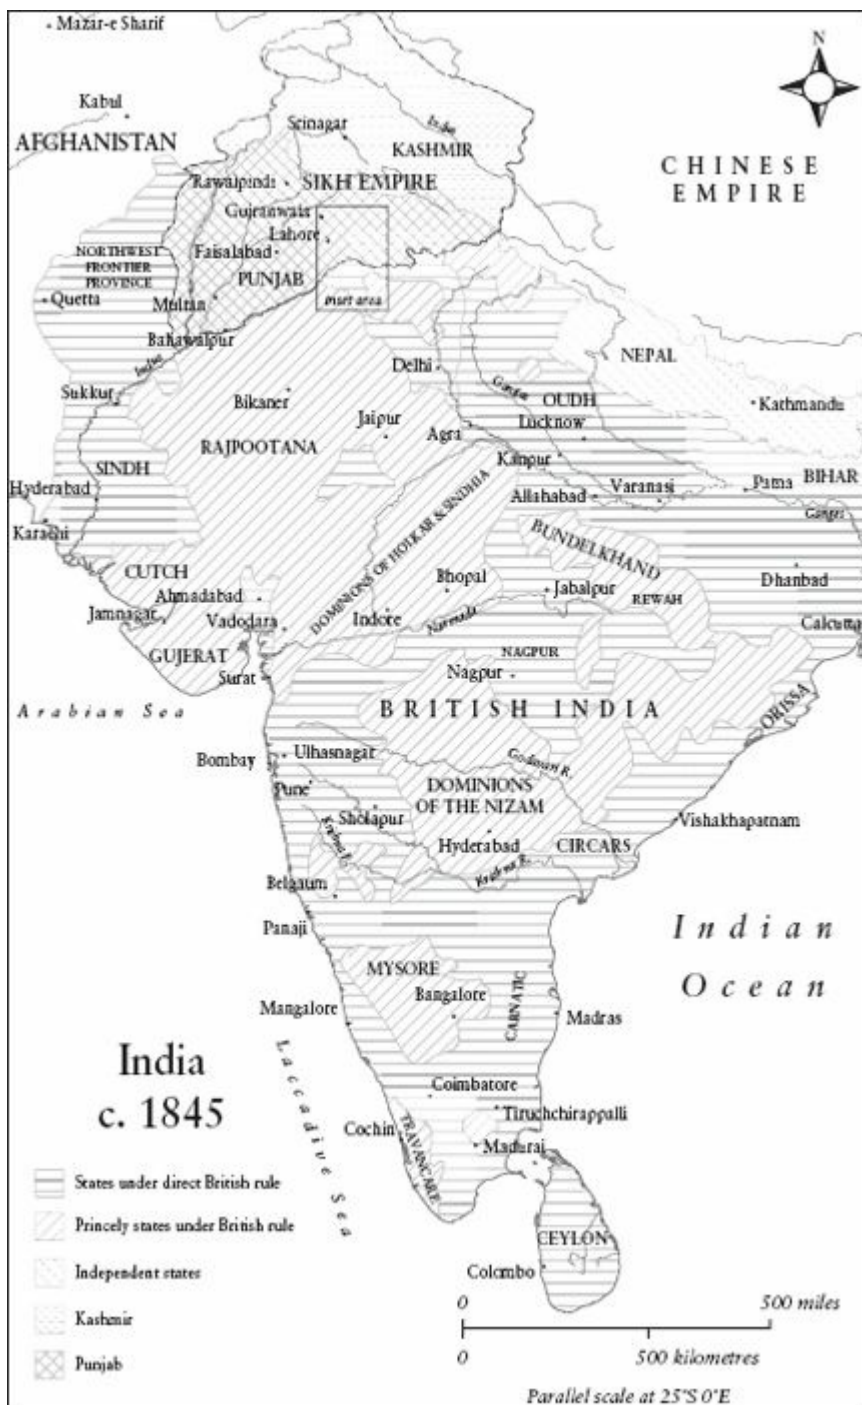 Mazar-e Sharif
N
Kabul
AFGHANISTAN
Srinagar
Indus
KASHMIR
CHINESE
EMPIRE
Rawalpindi
SIKH EMPIRE
Gujranwala
Lahore
NORTHWEST
FRONTIER
PROVINCE
Faisalabad
PUNJAB
Quetta
Multan
Inset area
Bahawalpur
Indus
Delhi
NEPAL
Sukkur
Bikaner
Ganges
OUDH
Kathmandu
Jaipur
Lucknow
Agra
RAJPOOTANA
Kanpur
SINDH
Hyderabad
Allahabad
Varanasi
Patna
BIHAR
Ganges
Karachi
DOMINIONS OF HOLKAR & SINDHIA
BUNDELKHAND
CUTCH
Bhopal
Dhanbad
Ahmadabad
Jabalpur
REWAH
Jamnagar
Vadodara
Indore
Narmada
Calcutta
GUJERAT
NAGPUR
Surat
Nagpur
Arabian Sea
BRITISH INDIA
ORISSA
Bombay
Ulhasnagar
Godavari R.
Pune
DOMINIONS
OF THE NIZAM
Sholapur
Vishakhapatnam
Hyderabad
CIRCARS
Krishna R.
Krishna R.
Belgaum
Panaji
Indian
Ocean
MYSORE
Bangalore
CARNATIC
Mangalore
Madras
India
c. 1845
Laccadive Sea
Coimbatore
Tiruchchirappalli
Cochin
TRAVANCARE
Madurai
States under direct British rule
Princely states under British rule
CEYLON
Independent states
Colombo
Kashmir
Punjab
0 500 miles
0 500 kilometres
Parallel scale at 25°S 0°E